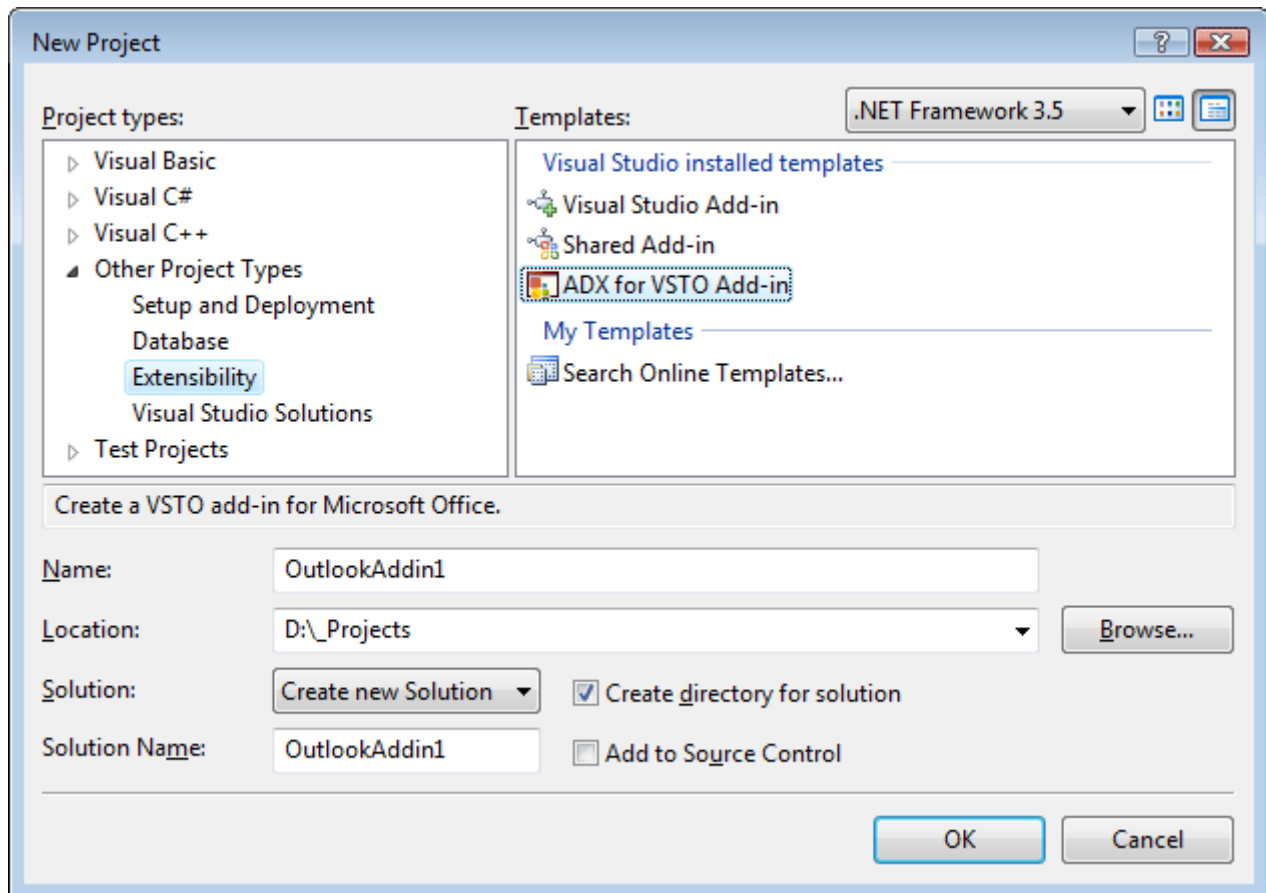 New Project
Project types:
Templates:
.NET Framework 3.5
Visual Basic
Visual C#
Visual C++
Other Project Types
Setup and Deployment
Database
Extensibility
Visual Studio Solutions
Test Projects
Visual Studio installed templates
Visual Studio Add-in
Shared Add-in
ADX for VSTO Add-in
My Templates
Search Online Templates...
Create a VSTO add-in for Microsoft Office.
Name:
OutlookAddin1
Location:
D:\_Projects
Browse...
Solution:
Create new Solution
Create directory for solution
Solution Name:
OutlookAddin1
Add to Source Control
OK
Cancel